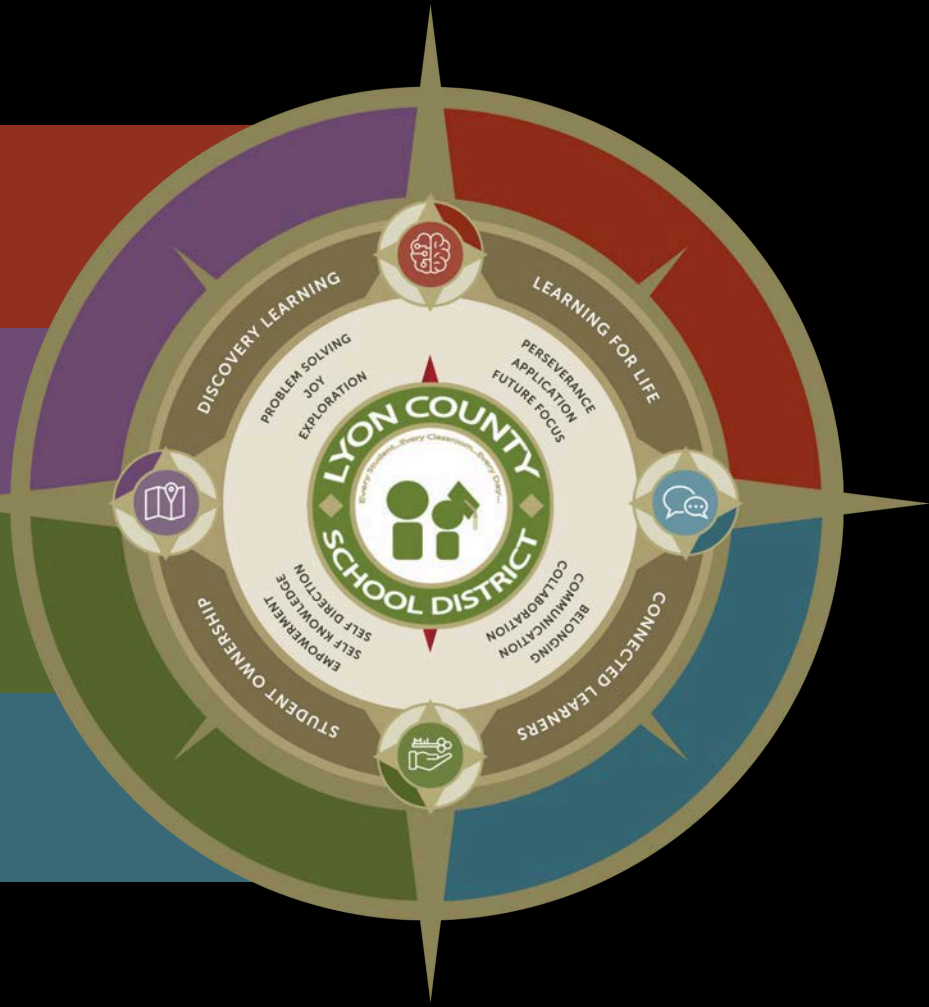 DISCOVERY LEARNING
PROBLEM SOLVING
JOY
EXPLORATION
LEARNING FOR LIFE
PERSEVERANCE
APPLICATION
FUTURE FOCUS
LYON COUNTY
Every Student...Every Classroom...Every Day...
SCHOOL DISTRICT
SELF DIRECTION
SELF KNOWLEDGE
EMPOWERMENT
STUDENT OWNERSHIP
COLLABORATION
COMMUNICATION
BELONGING
CONNECTED LEARNERS